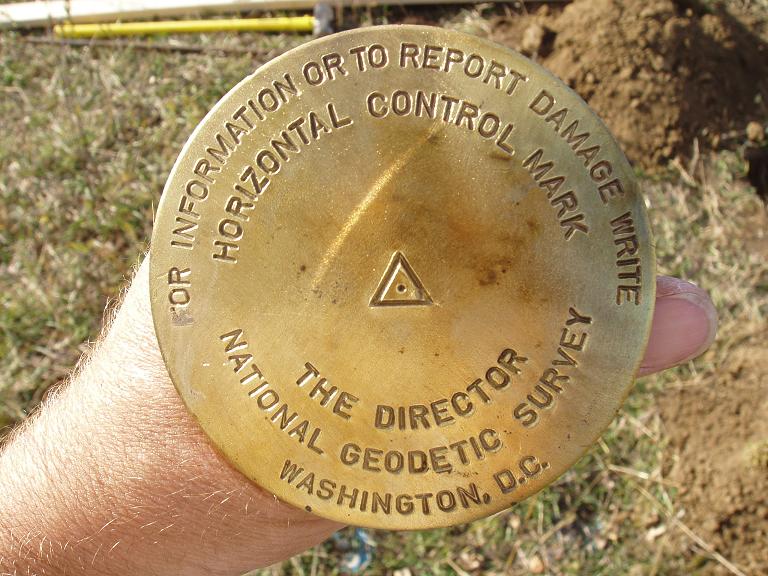 FOR INFORMATION OR TO REPORT DAMAGE WRITE
HORIZONTAL CONTROL MARK
THE DIRECTOR
NATIONAL GEODETIC SURVEY
WASHINGTON, D.C.